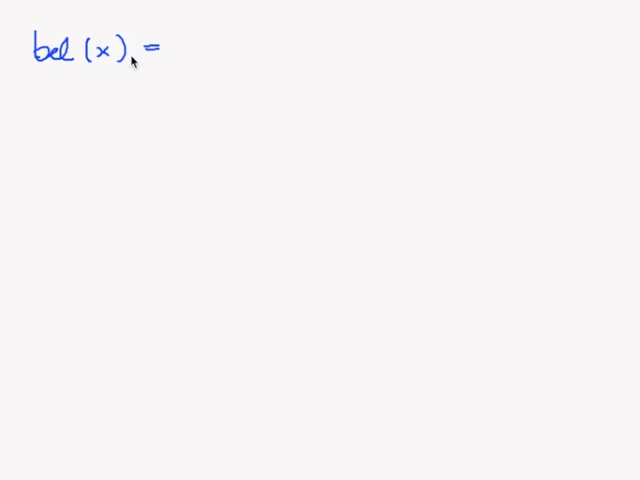 bel (x) =